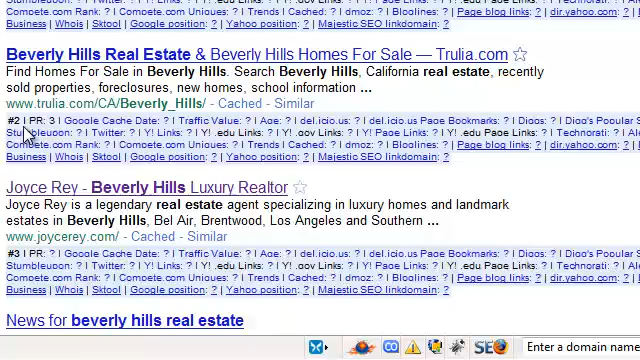 Compete.com Rank: ? | Compete.com Uniques: ? | Trends | Cached: ? | dmoz: ? | Bloglines: ? | Page blog links: ? | dir.yahoo.com: ? |
Business | Whois | Sktool | Google position: ? | Yahoo position: ? | Majestic SEO linkdomain: ?
Beverly Hills Real Estate & Beverly Hills Homes For Sale — Trulia.com
Find Homes For Sale in Beverly Hills. Search Beverly Hills, California real estate, recently
sold properties, foreclosures, new homes, school information ...
www.trulia.com/CA/Beverly_Hills/ - Cached - Similar
#2 | PR: 3 | Google Cache Date: ? | Traffic Value: ? | Age: ? | del.icio.us: ? | del.icio.us Page Bookmarks: ? | Diggs: ? | Digg's Popular S
Stumbleupon: ? | Twitter: ? | Y! Links: ? | Y! .edu Links: ? | Y! .gov Links: ? | Y! Page Links: ? | Y! .edu Page Links: ? | Technorati: ? | Al
Compete.com Rank: ? | Compete.com Uniques: ? | Trends | Cached: ? | dmoz: ? | Bloglines: ? | Page blog links: ? | dir.yahoo.com: ? |
Business | Whois | Sktool | Google position: ? | Yahoo position: ? | Majestic SEO linkdomain: ?
Joyce Rey - Beverly Hills Luxury Realtor
Joyce Rey is a legendary real estate agent specializing in luxury homes and landmark
estates in Beverly Hills, Bel Air, Brentwood, Los Angeles and Southern ...
www.joycerey.com/ - Cached - Similar
#3 | PR: ? | Google Cache Date: ? | Traffic Value: ? | Age: ? | del.icio.us: ? | del.icio.us Page Bookmarks: ? | Diggs: ? | Digg's Popular S
Stumbleupon: ? | Twitter: ? | Y! Links: ? | Y! .edu Links: ? | Y! .gov Links: ? | Y! Page Links: ? | Y! .edu Page Links: ? | Technorati: ? | Al
Compete.com Rank: ? | Compete.com Uniques: ? | Trends | Cached: ? | dmoz: ? | Bloglines: ? | Page blog links: ? | dir.yahoo.com: ? |
Business | Whois | Sktool | Google position: ? | Yahoo position: ? | Majestic SEO linkdomain: ?
News for beverly hills real estate
SEO Enter a domain name